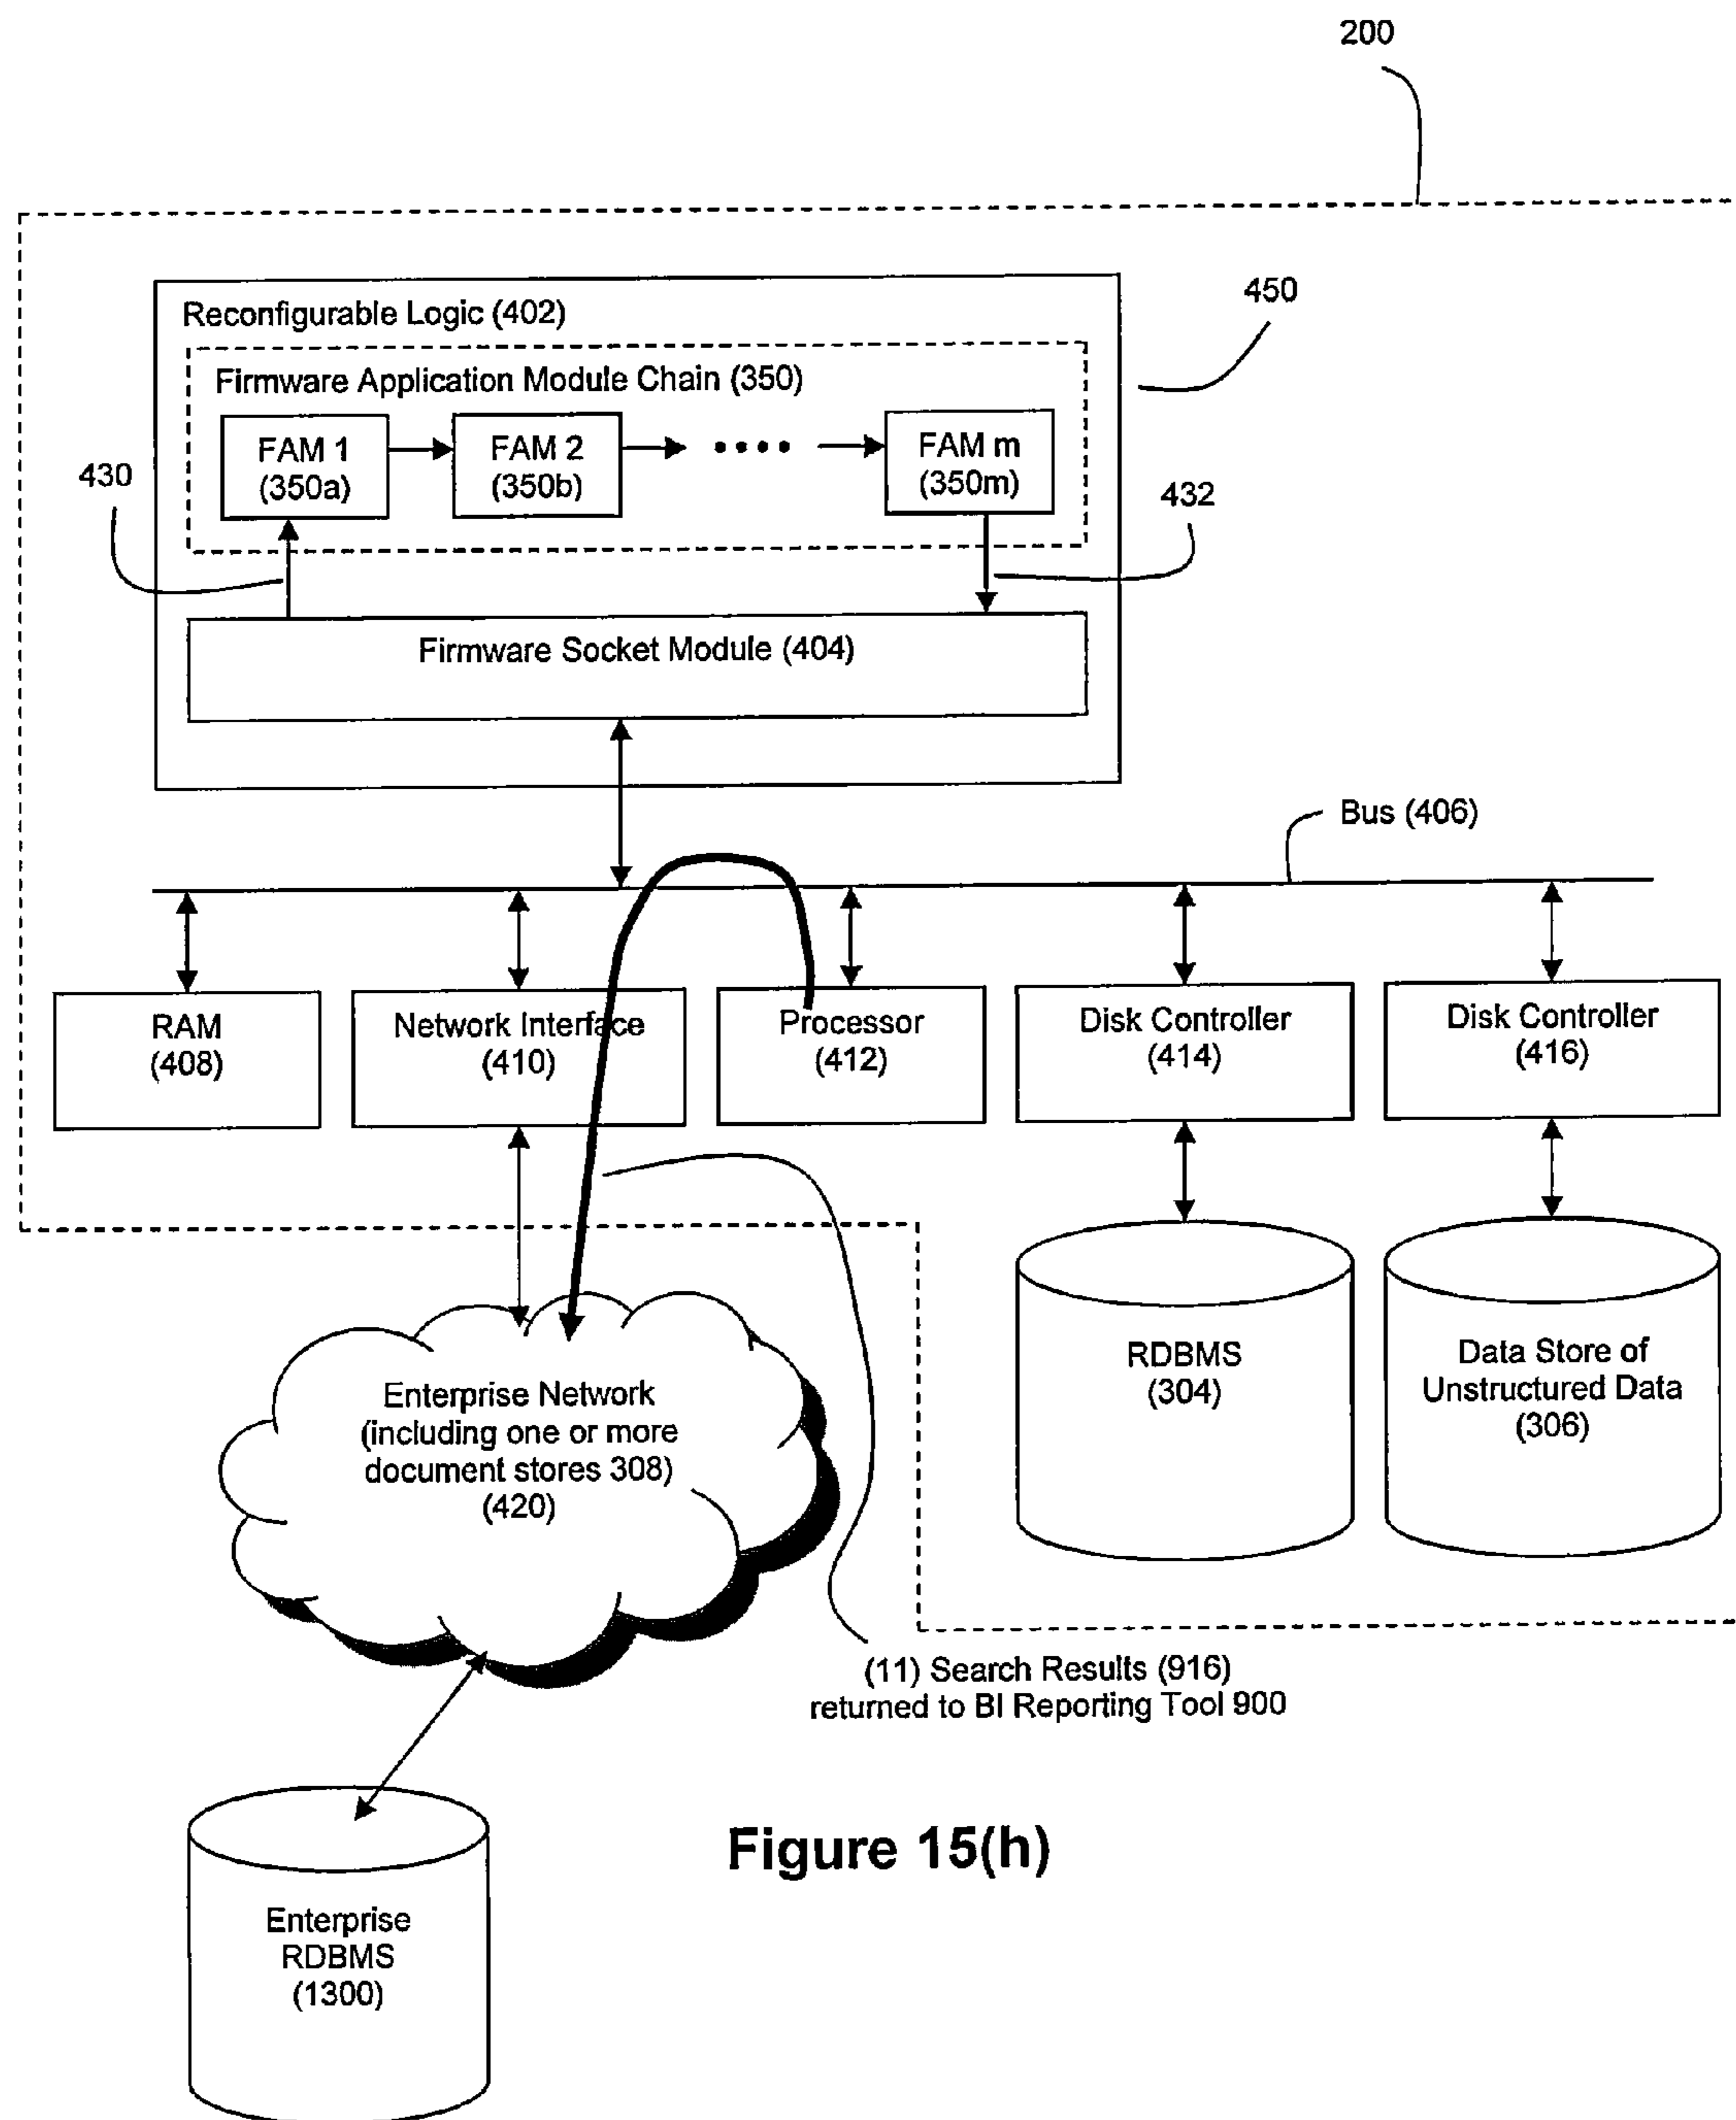 200
Reconfigurable Logic (402)
450
Firmware Application Module Chain (350)
FAM 1
(350a)
FAM 2
(350b)
FAM m
(350m)
430
432
Firmware Socket Module (404)
Bus (406)
RAM
(408)
Network Interface
(410)
Processor
(412)
Disk Controller
(414)
Disk Controller
(416)
RDBMS
(304)
Data Store of
Unstructured Data
(306)
Enterprise Network
(including one or more
document stores 308)
(420)
(11) Search Results (916)
returned to BI Reporting Tool 900
Figure 15(h)
Enterprise
RDBMS
(1300)